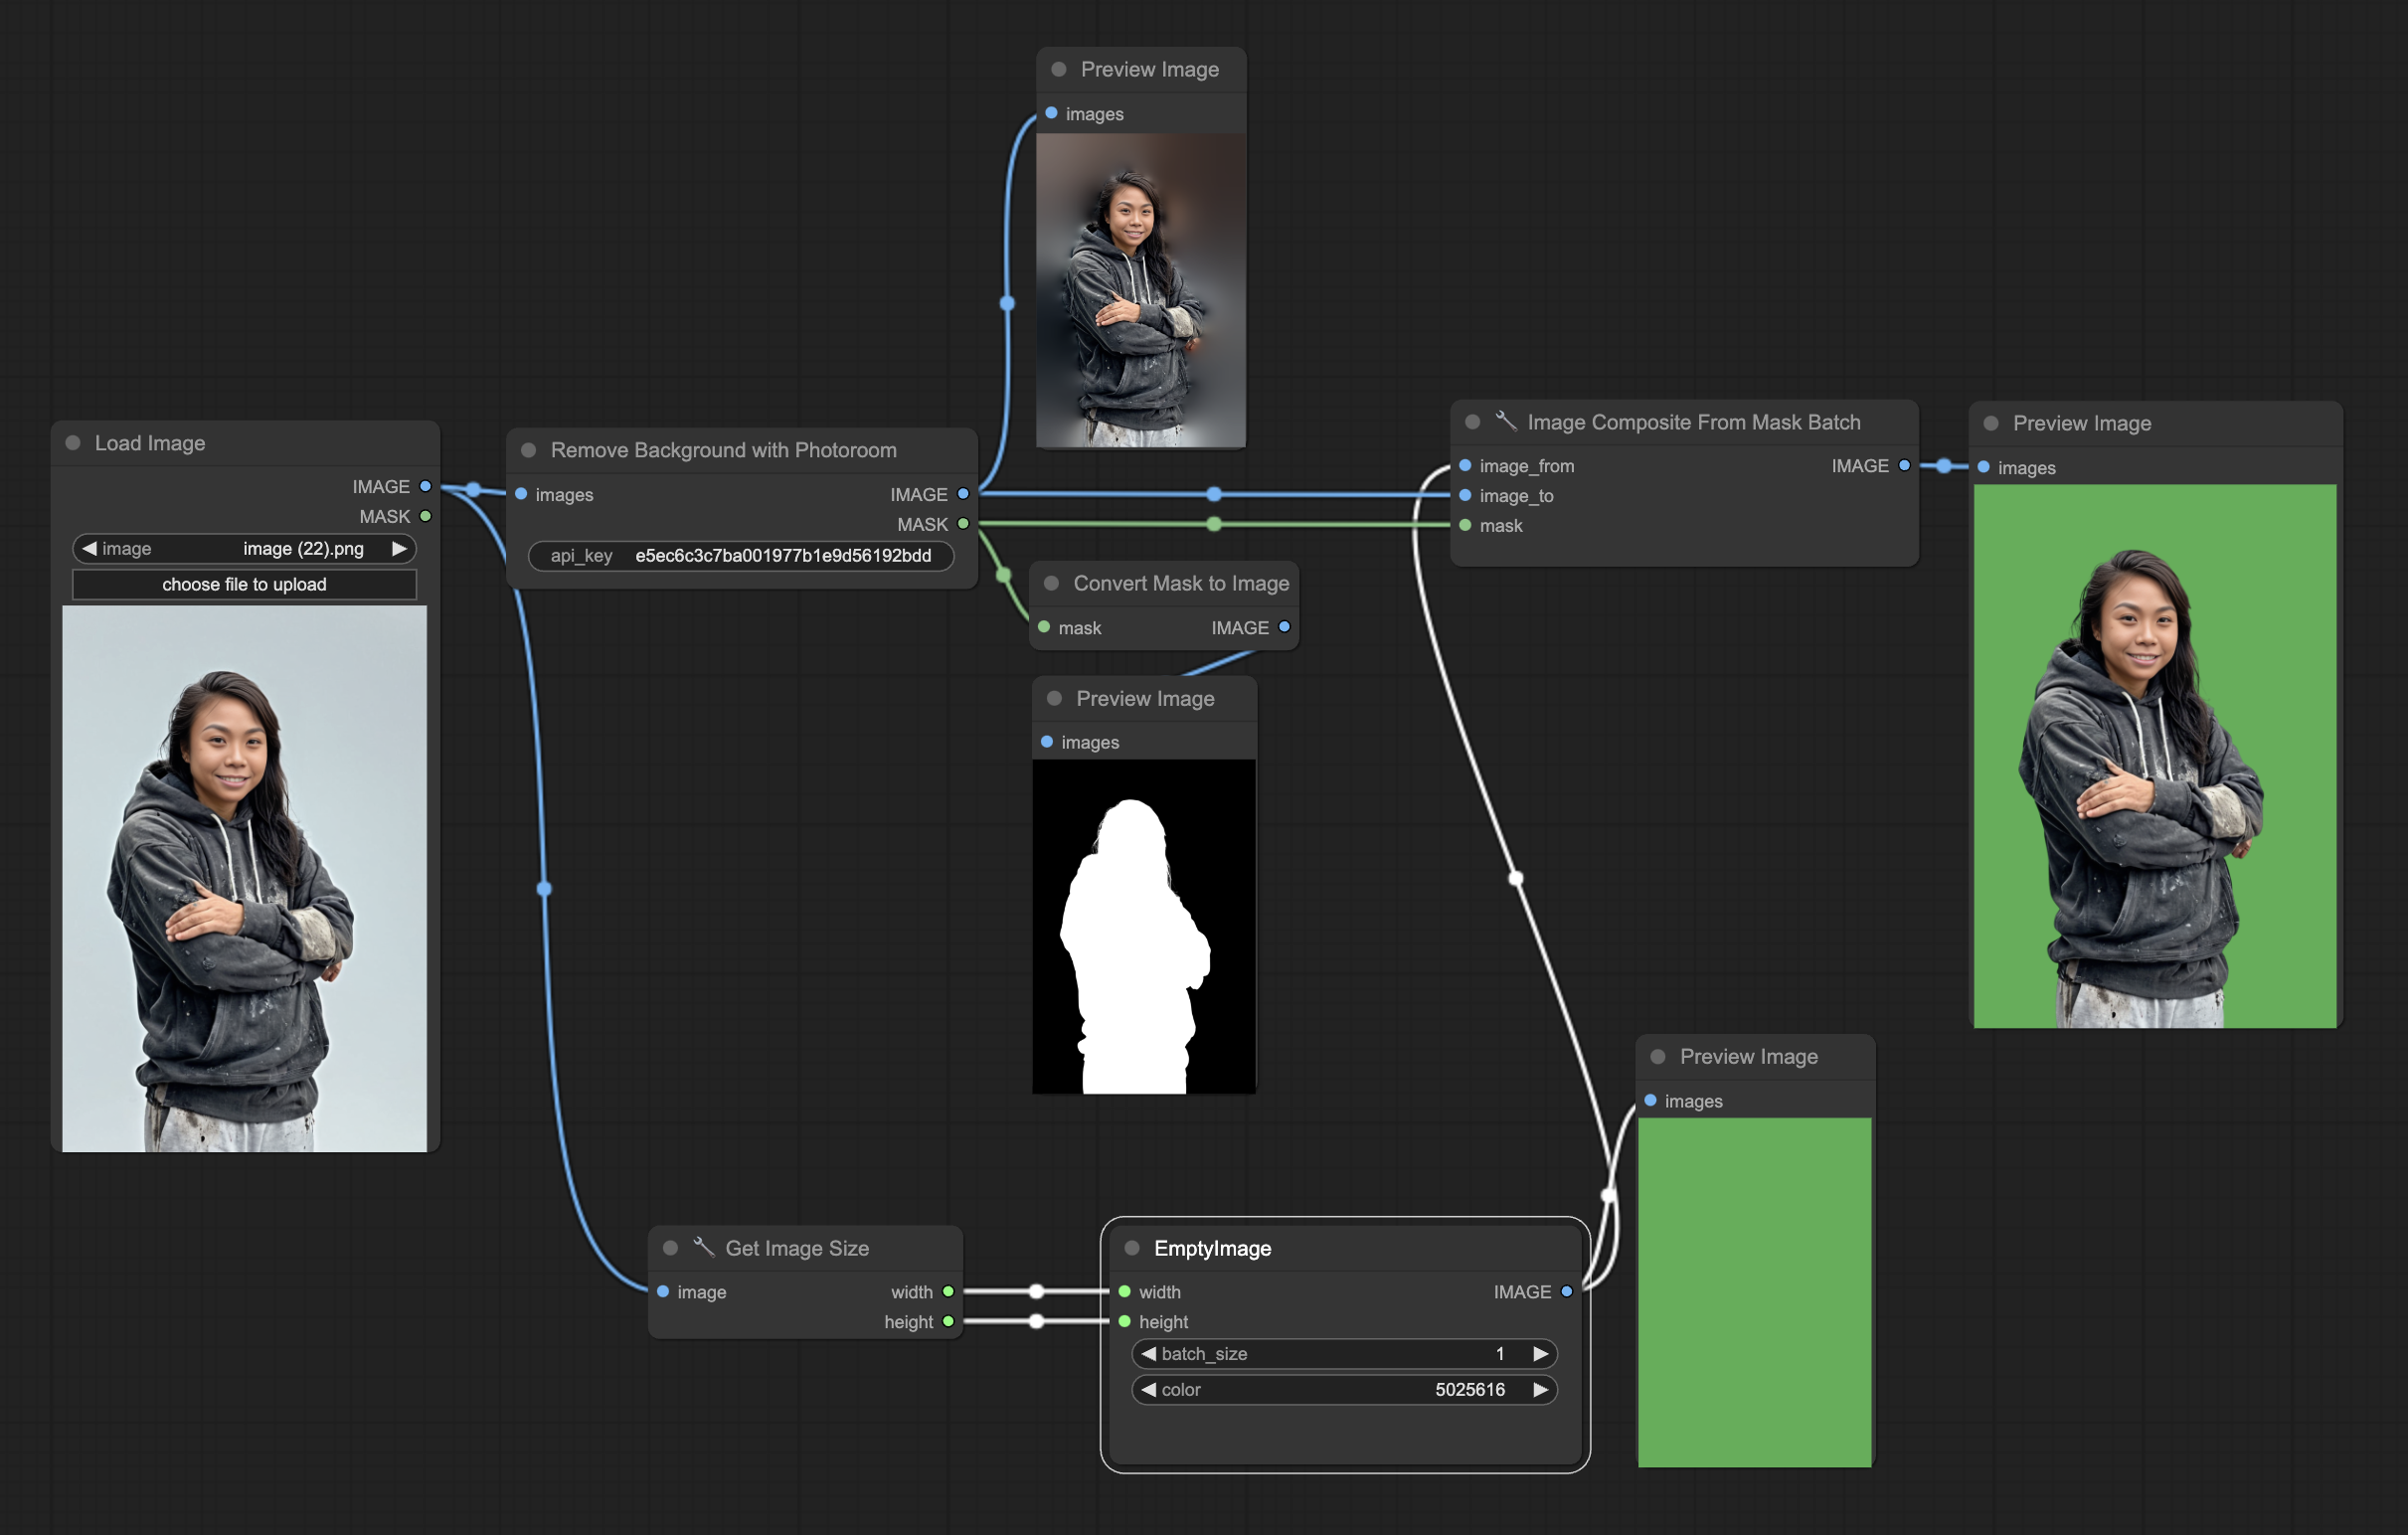 Preview Image
images
Load Image
IMAGE
MASK
image image (22).png
choose file to upload
Remove Background with Photoroom
images IMAGE
MASK
api_key e5ec6c3c7ba001977b1e9d56192bdd
Convert Mask to Image
mask IMAGE
Preview Image
images
Image Composite From Mask Batch
image_from IMAGE
image_to
mask
Preview Image
images
Preview Image
images
Get Image Size
image width
height
EmptyImage
width IMAGE
height
batch_size 1
color 5025616